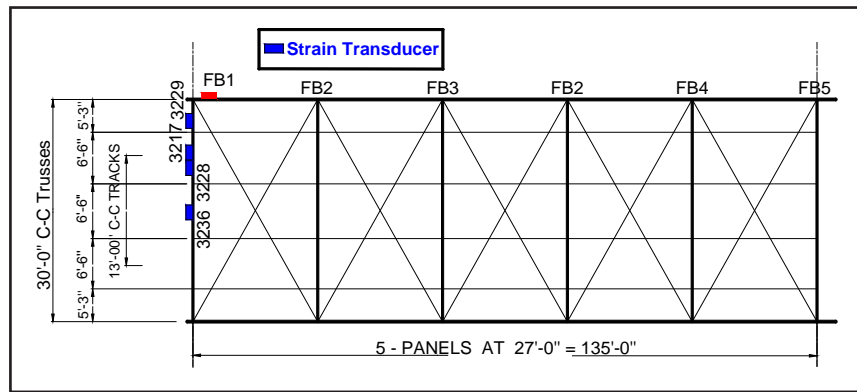 Strain Transducer
FB1
FB2
FB3
FB2
FB4
FB5
3229
3217
3228
3236
30'-0" C-C Trusses
5'-3"
6'-6"
6'-6"
6'-6"
5'-3"
13'-00" C-C TRACKS
5 - PANELS AT 27'-0" = 135'-0"